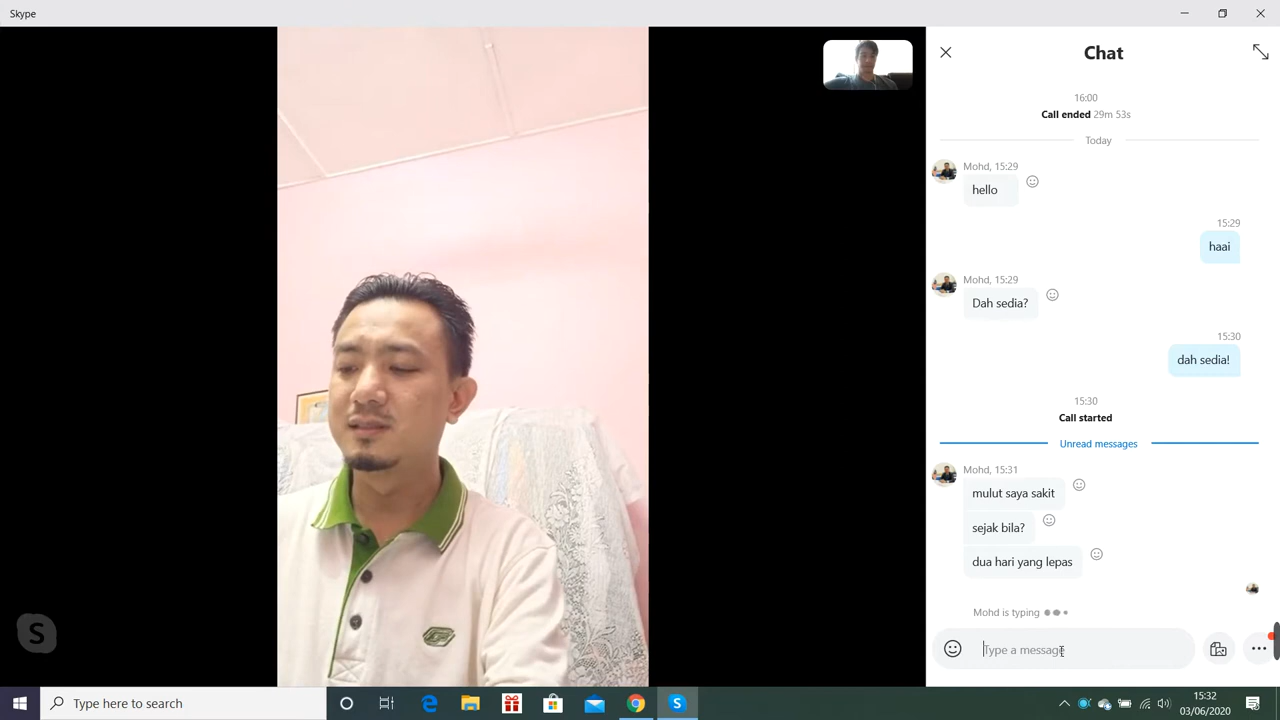 Skype
Chat
16:00
Call ended 29m 53s
Today
Mohd, 15:29
hello
15:29
haai
Mohd, 15:29
Dah sedia?
15:30
dah sedia!
15:30
Call started
Unread messages
Mohd, 15:31
mulut saya sakit
sejak bila?
dua hari yang lepas
Mohd is typing
Type a message
S
Type here to search
15:32
03/06/2020